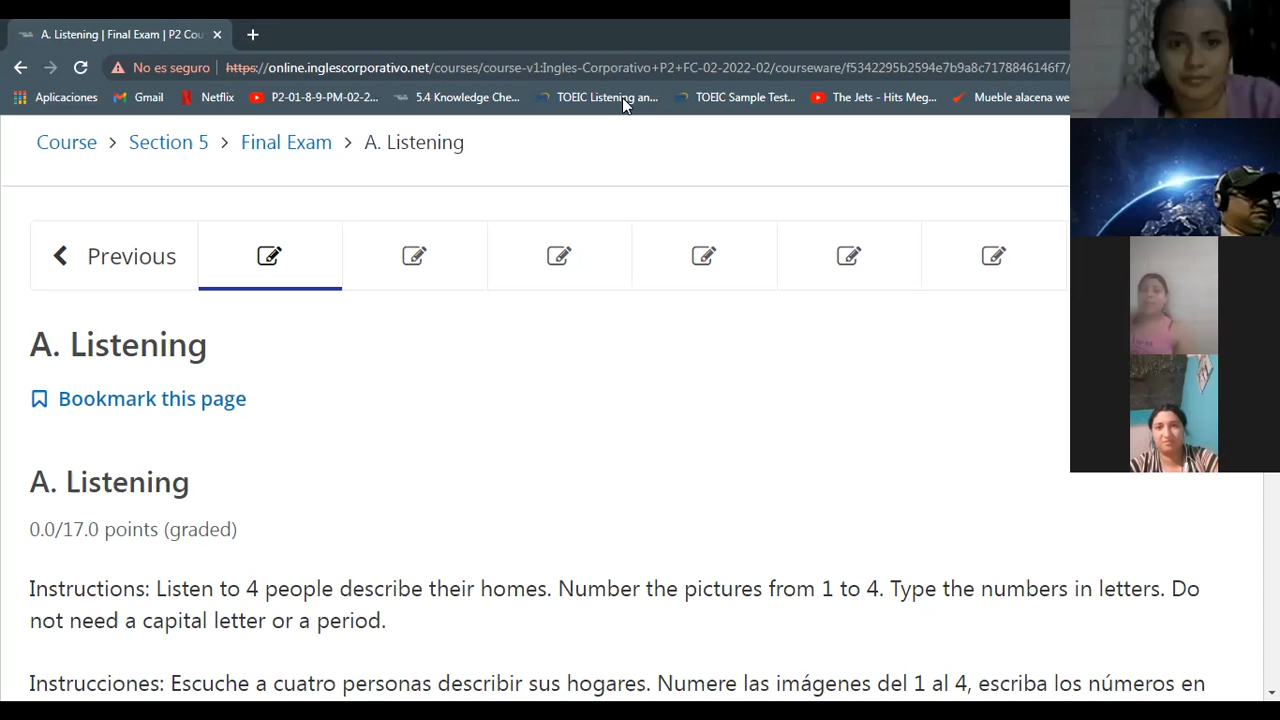 A. Listening | Final Exam | P2 Cou
No es seguro https://online.inglescorporativo.net/courses/course-v1:Ingles-Corporativo+P2+FC-02-2022-02/courseware/f5342295b2594e7b9a8c7178846146f7/
Aplicaciones Gmail Netflix P2-01-8-9-PM-02-2... 5.4 Knowledge Che... TOEIC Listening an... TOEIC Sample Test... The Jets - Hits Meg... Mueble alacena we
Course > Section 5 > Final Exam > A. Listening
Previous
A. Listening
Bookmark this page
A. Listening
0.0/17.0 points (graded)
Instructions: Listen to 4 people describe their homes. Number the pictures from 1 to 4. Type the numbers in letters. Do
not need a capital letter or a period.
Instrucciones: Escuche a cuatro personas describir sus hogares. Numere las imágenes del 1 al 4, escriba los números en